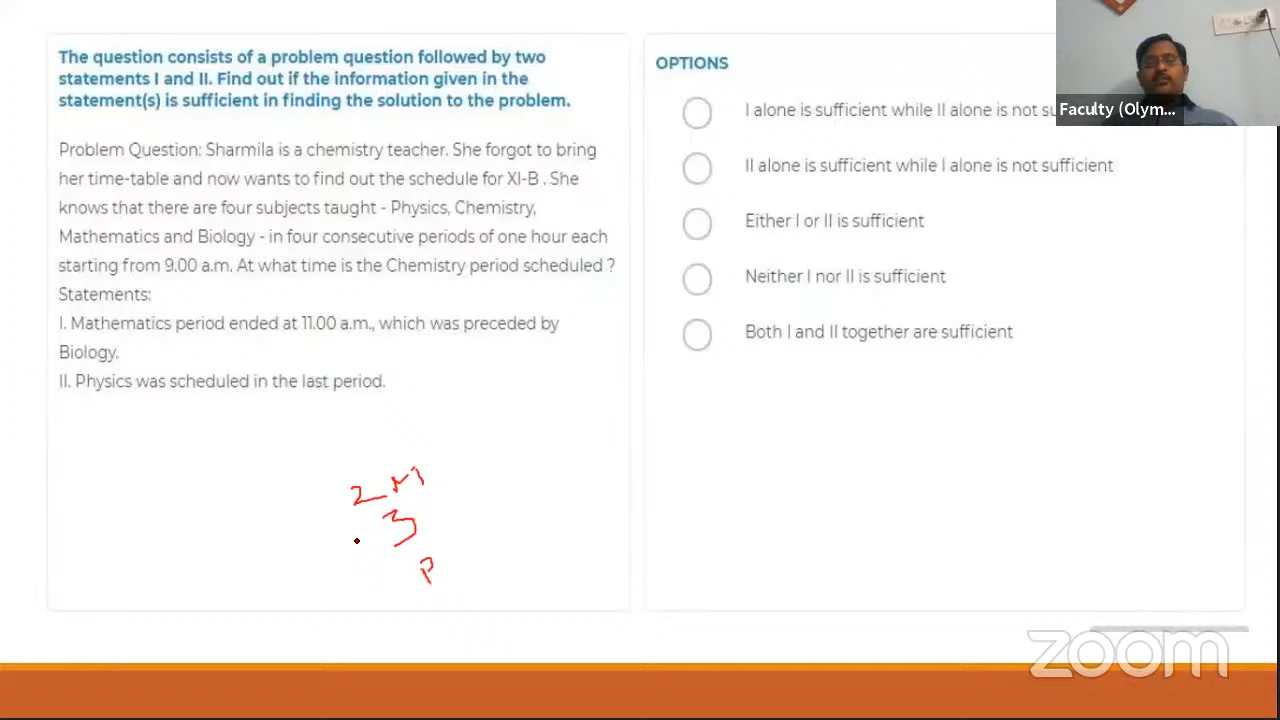 The question consists of a problem question followed by two
statements I and II. Find out if the information given in the
statement(s) is sufficient in finding the solution to the problem.
Problem Question: Sharmila is a chemistry teacher. She forgot to bring
her time-table and now wants to find out the schedule for XI-B . She
knows that there are four subjects taught - Physics, Chemistry,
Mathematics and Biology - in four consecutive periods of one hour each
starting from 9.00 a.m. At what time is the Chemistry period scheduled ?
Statements:
I. Mathematics period ended at 11.00 a.m., which was preceded by
Biology.
II. Physics was scheduled in the last period.
2
3
P
OPTIONS
I alone is sufficient while II alone is not su
II alone is sufficient while I alone is not sufficient
Either I or II is sufficient
Neither I nor II is sufficient
Both I and II together are sufficient
Faculty (Olym...
zoom